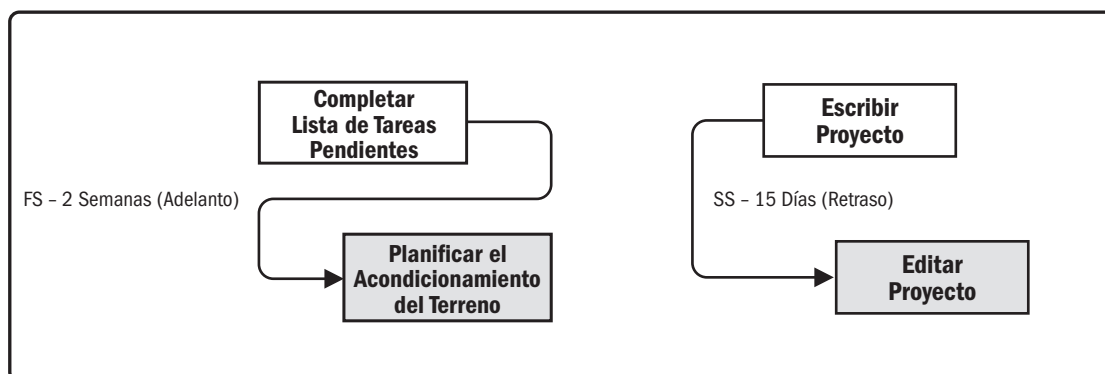 Completar
Lista de Tareas
Pendientes
FS – 2 Semanas (Adelanto)
Planificar el
Acondicionamiento
del Terreno
Escribir
Proyecto
SS – 15 Días (Retraso)
Editar
Proyecto